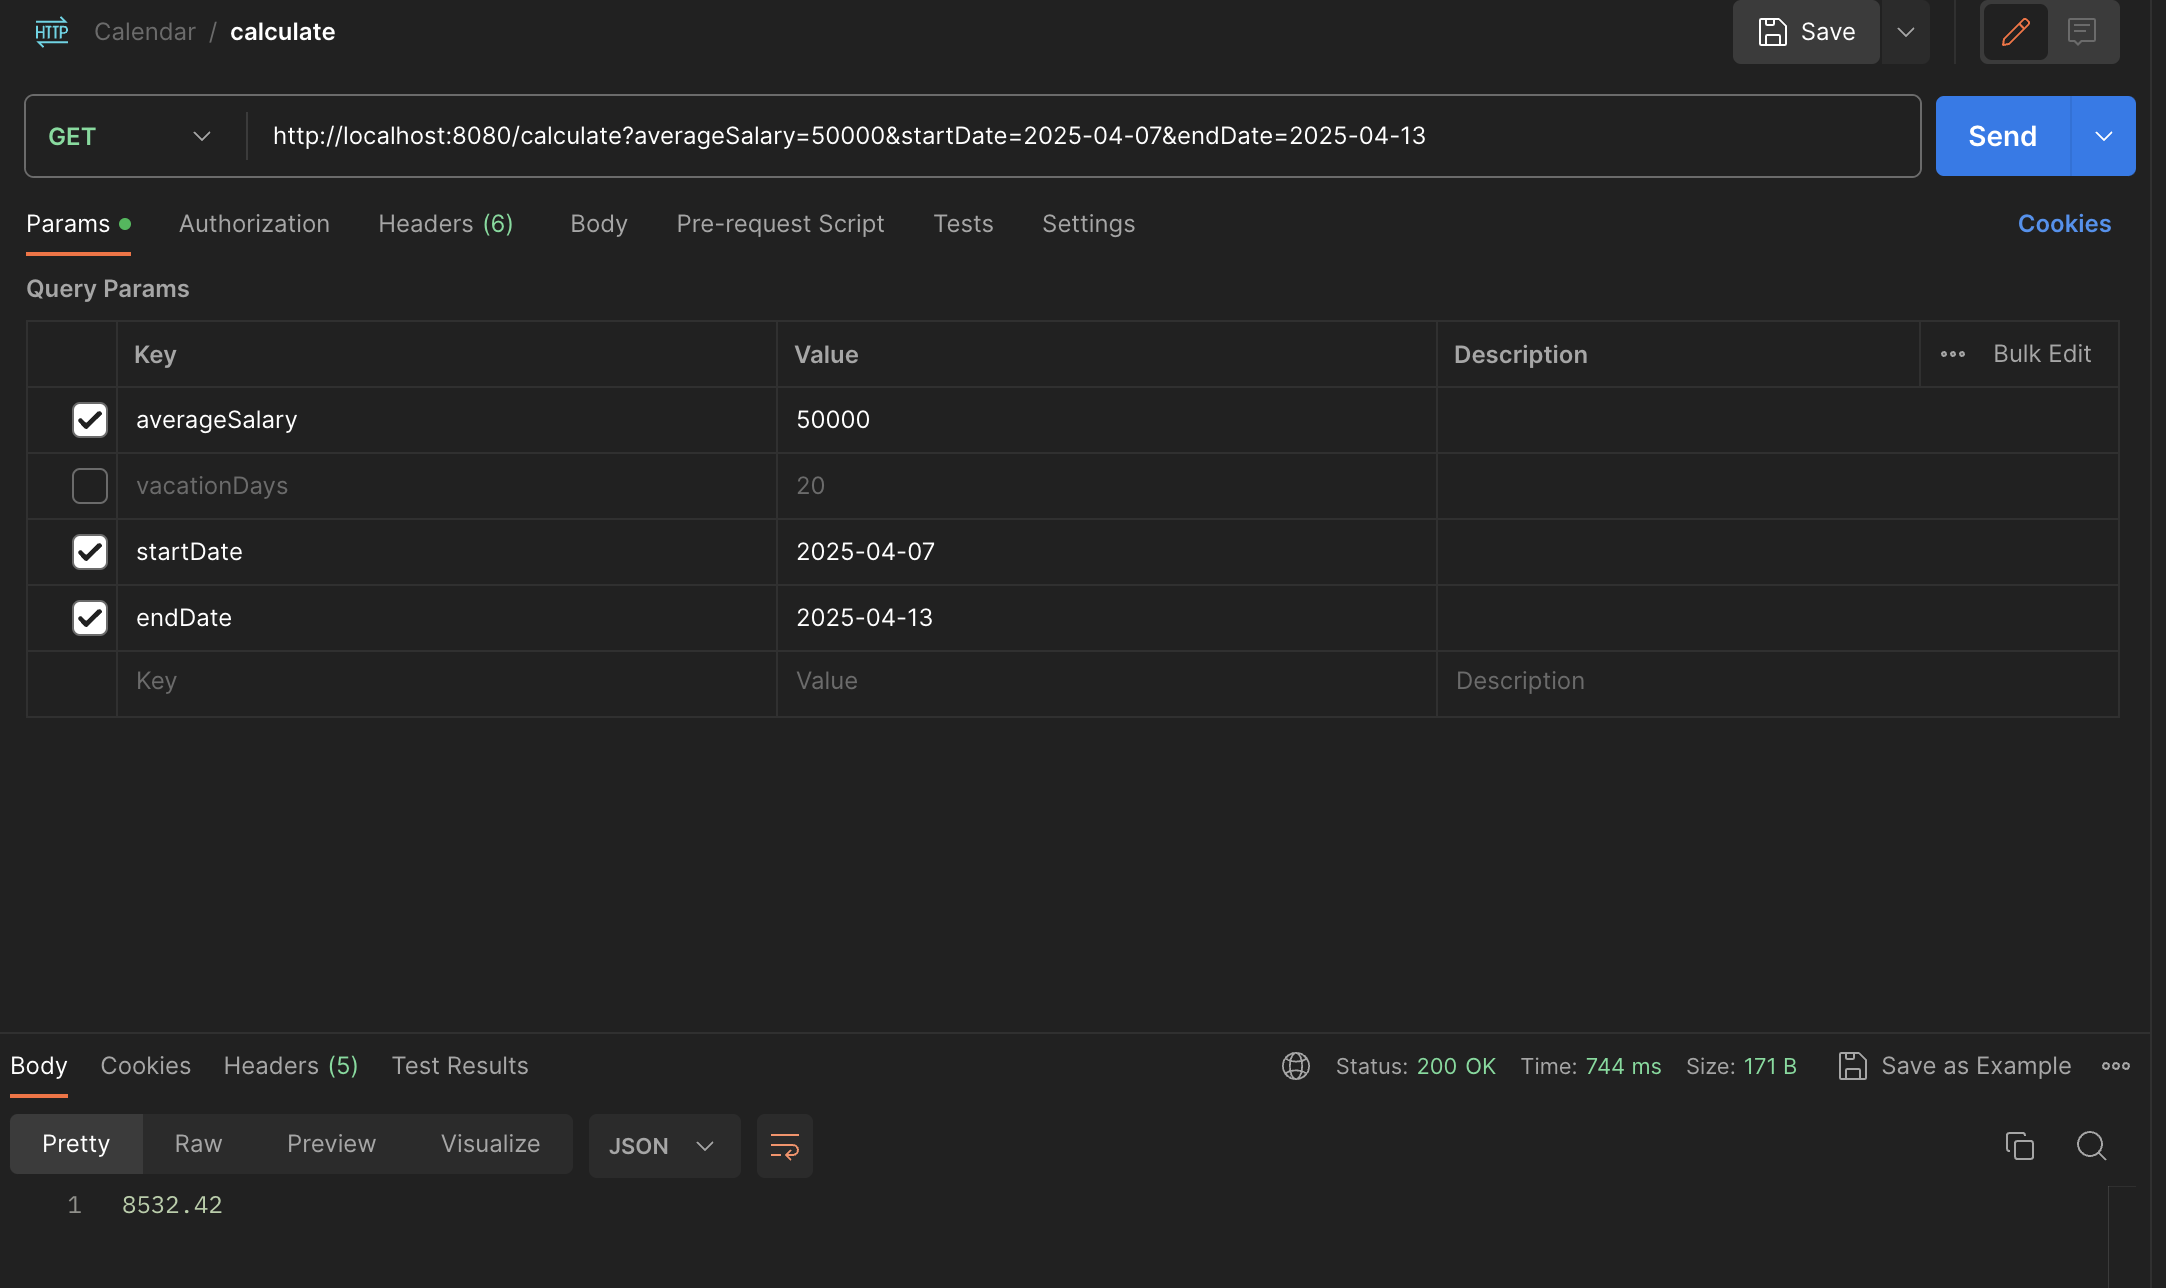 HTTP Calendar / calculate Save
GET http://localhost:8080/calculate?averageSalary=50000&startDate=2025-04-07&endDate=2025-04-13 Send
Params Authorization Headers (6) Body Pre-request Script Tests Settings Cookies
Query Params
Key Value Description Bulk Edit
averageSalary 50000
vacationDays 20
startDate 2025-04-07
endDate 2025-04-13
Key Value Description
Body Cookies Headers (5) Test Results Status: 200 OK Time: 744 ms Size: 171 B Save as Example
Pretty Raw Preview Visualize JSON
1 8532.42